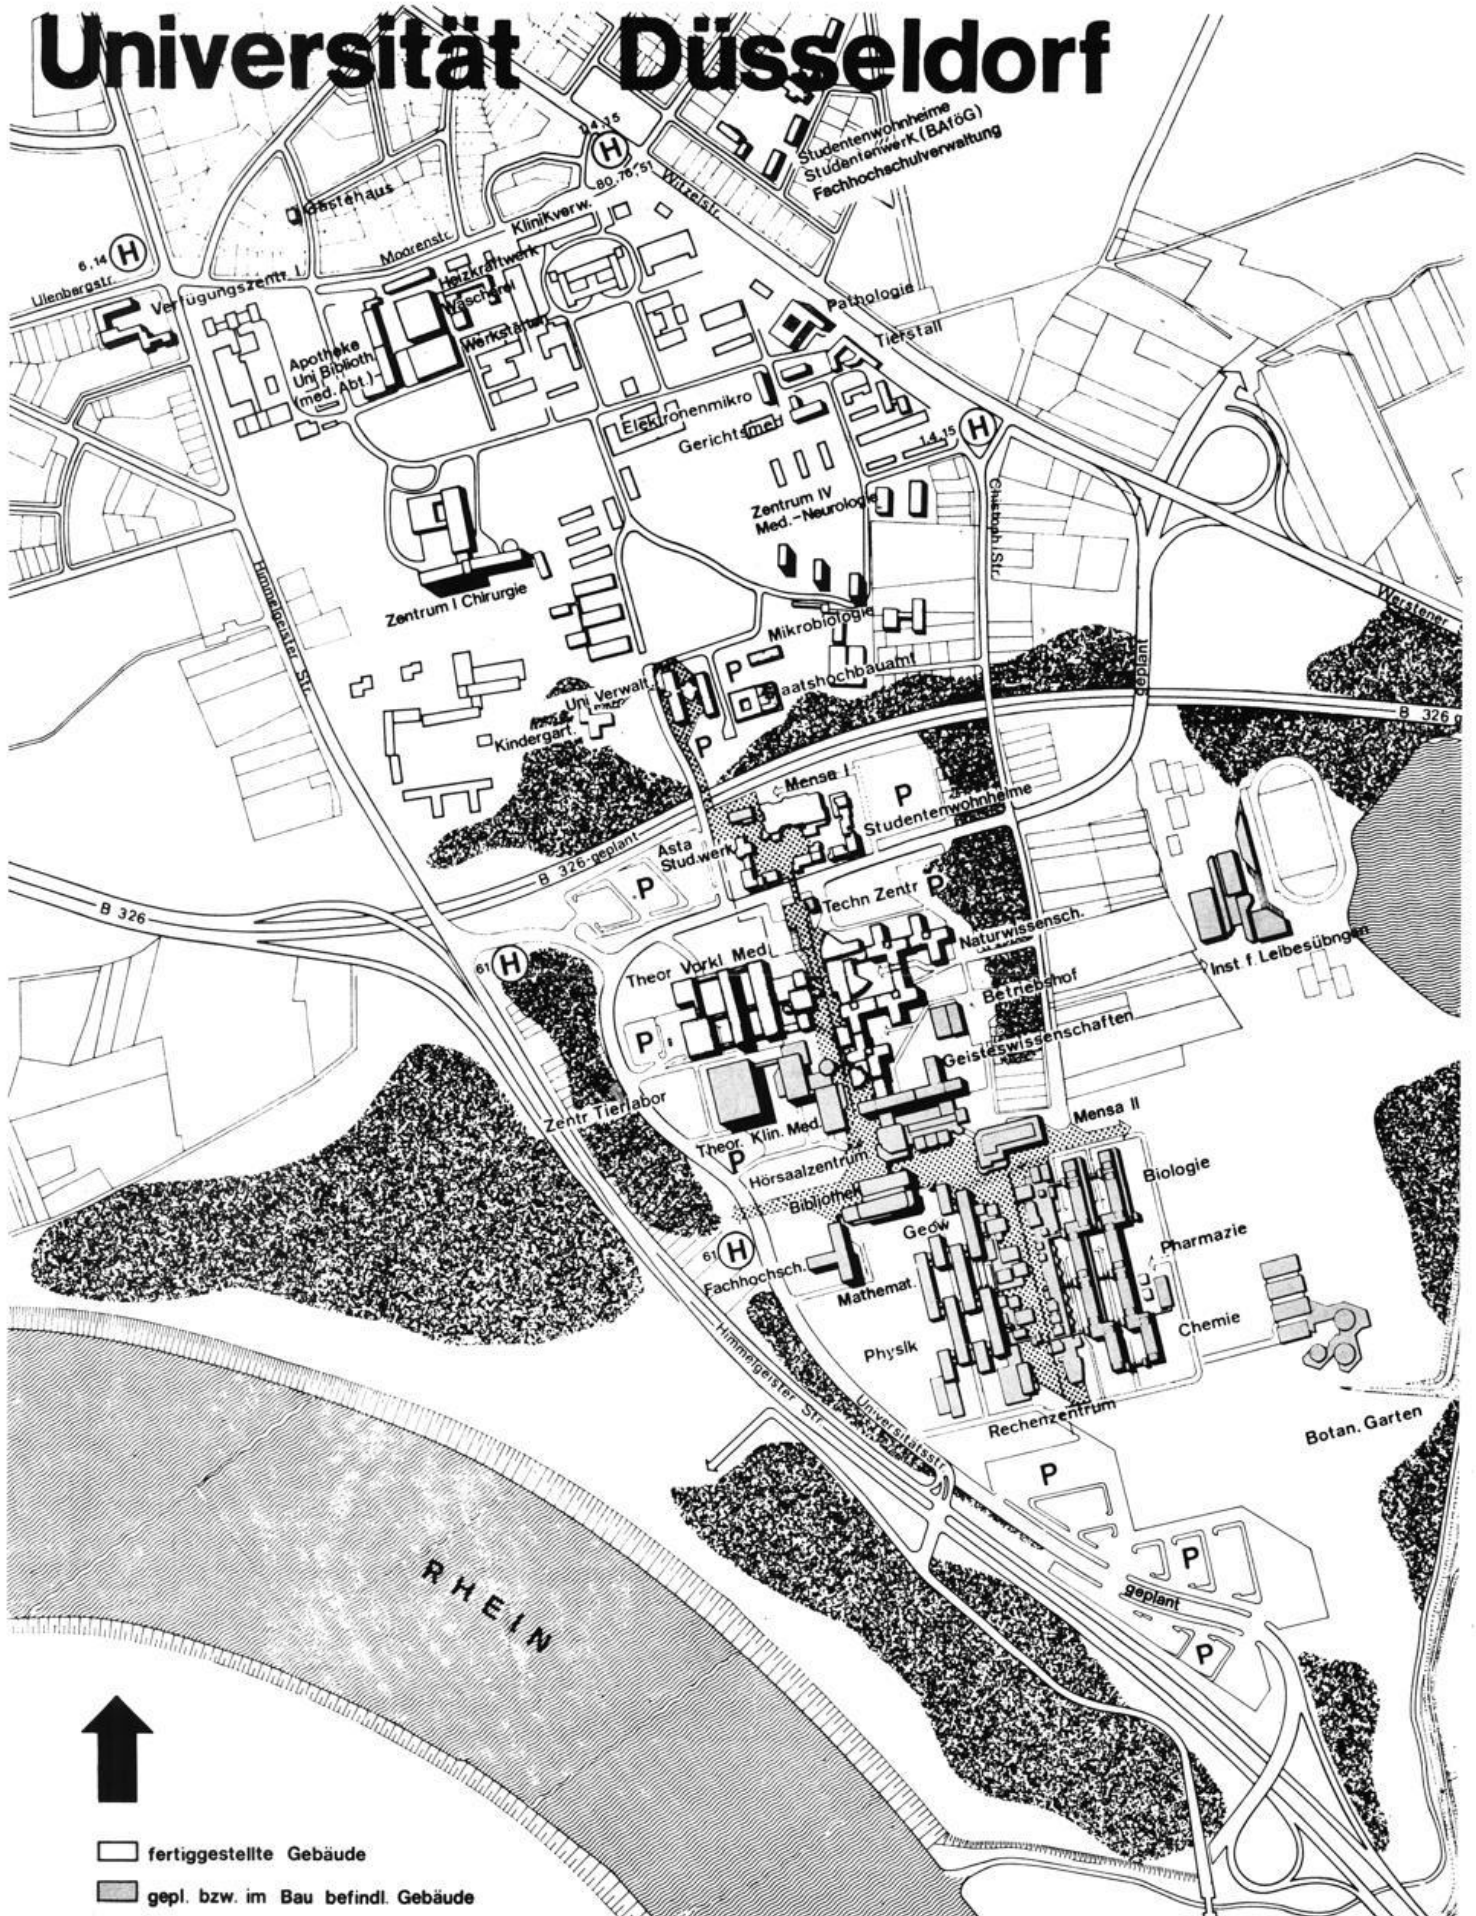 Universität Düsseldorf
Studentenwohnheime
Studentenwerk (BAföG)
Fachhochschulverwaltung
1,4,15
H
80,76,51
Witzelstr.
Gästehaus
Klinikverw.
Moorenstr.
6,14 H
Ulenbergstr.
Verfügungszentr.
Heizkraftwerk
Wäscherei
Werkstätten
Pathologie
Tierstall
Apotheke
Uni Biblioth.
(med. Abt.)
Elektronenmikro
Gerichtsmed
1,4,15 H
Zentrum IV
Med.-Neurologie
Christoph. Str.
Himmelgeister Str.
Zentrum I Chirurgie
Werstener
Mikrobiologie
P
geplant
Staatshochbauamt
Uni Verwalt.
Kindergart.
P
B 326 g
Mensa I
P
Studentenwohnheime
Asta
Stud.werk
B 326-geplant
P
Techn Zentr P
B 326
Naturwissensch.
61 H
Theor Vorkl Med.
Inst. f. Leibesübngen
Betriebshof
P
Geisteswissenschaften
Zentr Tierlabor
Mensa II
Theor. Klin. Med.
P
Hörsaalzentrum
Biologie
Bibliothek
Geow
61 H
Pharmazie
Fachhochsch.
Mathemat.
Chemie
Physik
Himmelgeister Str.
Universitätsstr.
Rechenzentrum
Botan. Garten
P
P
geplant
P
RHEIN
fertiggestellte Gebäude
gepl. bzw. im Bau befindl. Gebäude